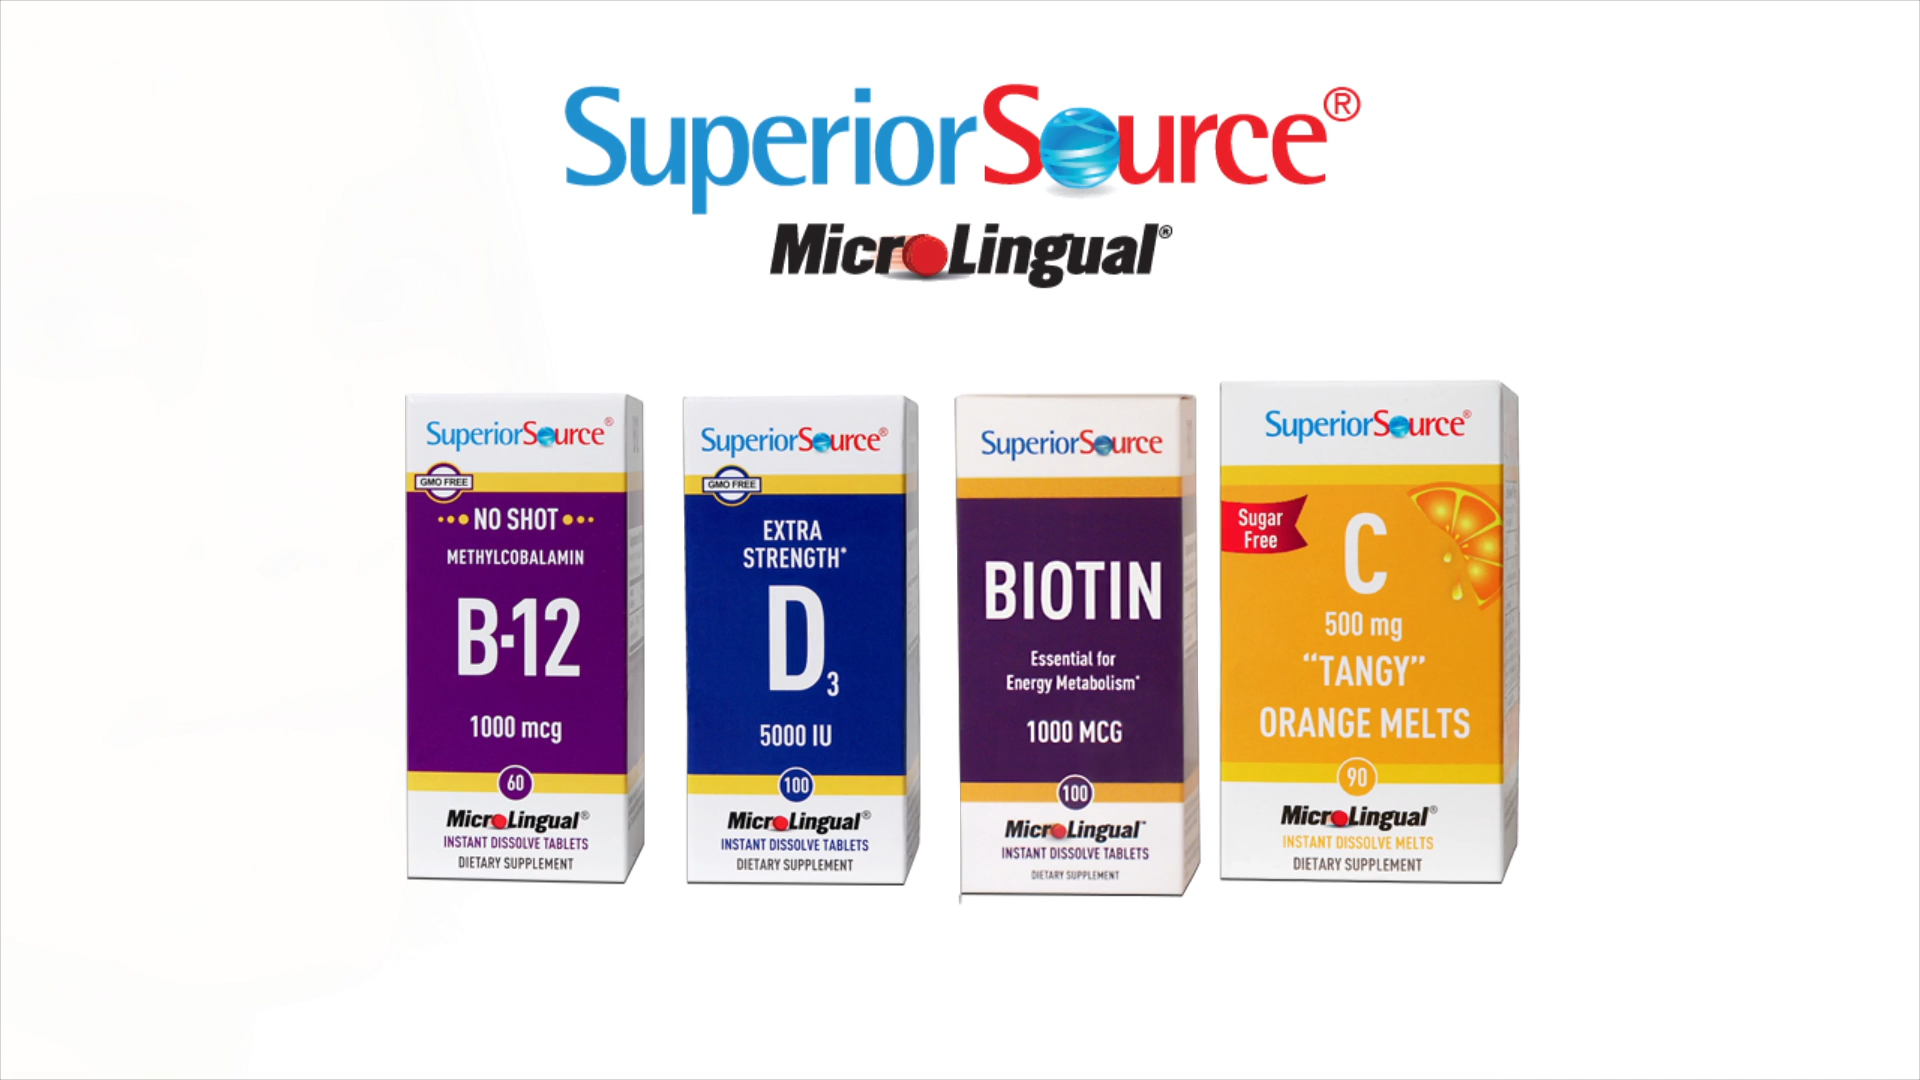 SuperiorSource®
MicroLingual®
SuperiorSource®
GMO FREE
NO SHOT
METHYLCOBALAMIN
B-12
1000 mcg
60
MicroLingual®
INSTANT DISSOLVE TABLETS
DIETARY SUPPLEMENT
SuperiorSource®
GMO FREE
EXTRA
STRENGTH*
D3
5000 IU
100
MicroLingual®
INSTANT DISSOLVE TABLETS
DIETARY SUPPLEMENT
SuperiorSource
BIOTIN
Essential for
Energy Metabolism*
1000 MCG
100
MicroLingual™
INSTANT DISSOLVE TABLETS
DIETARY SUPPLEMENT
SuperiorSource®
Sugar
Free
C
500 mg
“TANGY”
ORANGE MELTS
90
MicroLingual®
INSTANT DISSOLVE MELTS
DIETARY SUPPLEMENT